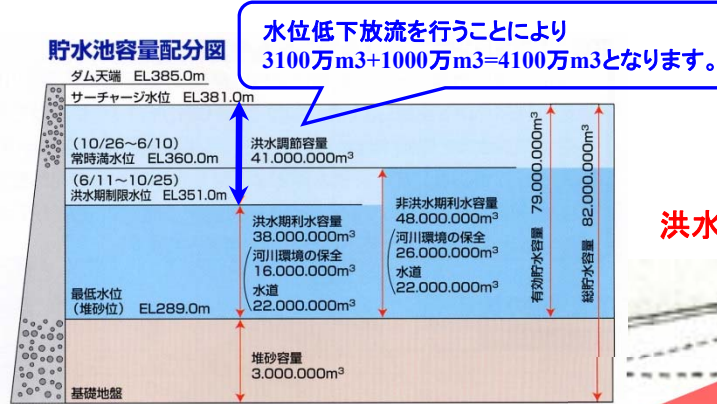 水位低下放流を行うことにより
3100万m3+1000万m3=4100万m3となります。
貯水池容量配分図
ダム天端 EL385.0m
サーチャージ水位 EL381.0m
(10/26~6/10)
常時満水位 EL360.0m
洪水調節容量
41.000.000m³
(6/11~10/25)
洪水期制限水位 EL351.0m
洪水期利水容量
38.000.000m³
河川環境の保全
16.000.000m³
水道
22.000.000m³
非洪水期利水容量
48.000.000m³
河川環境の保全
26.000.000m³
水道
22.000.000m³
有効貯水容量 79.000.000m³
総貯水容量 82.000.000m³
最低水位
(堆砂位) EL289.0m
堆砂容量
3.000.000m³
基礎地盤
洪水